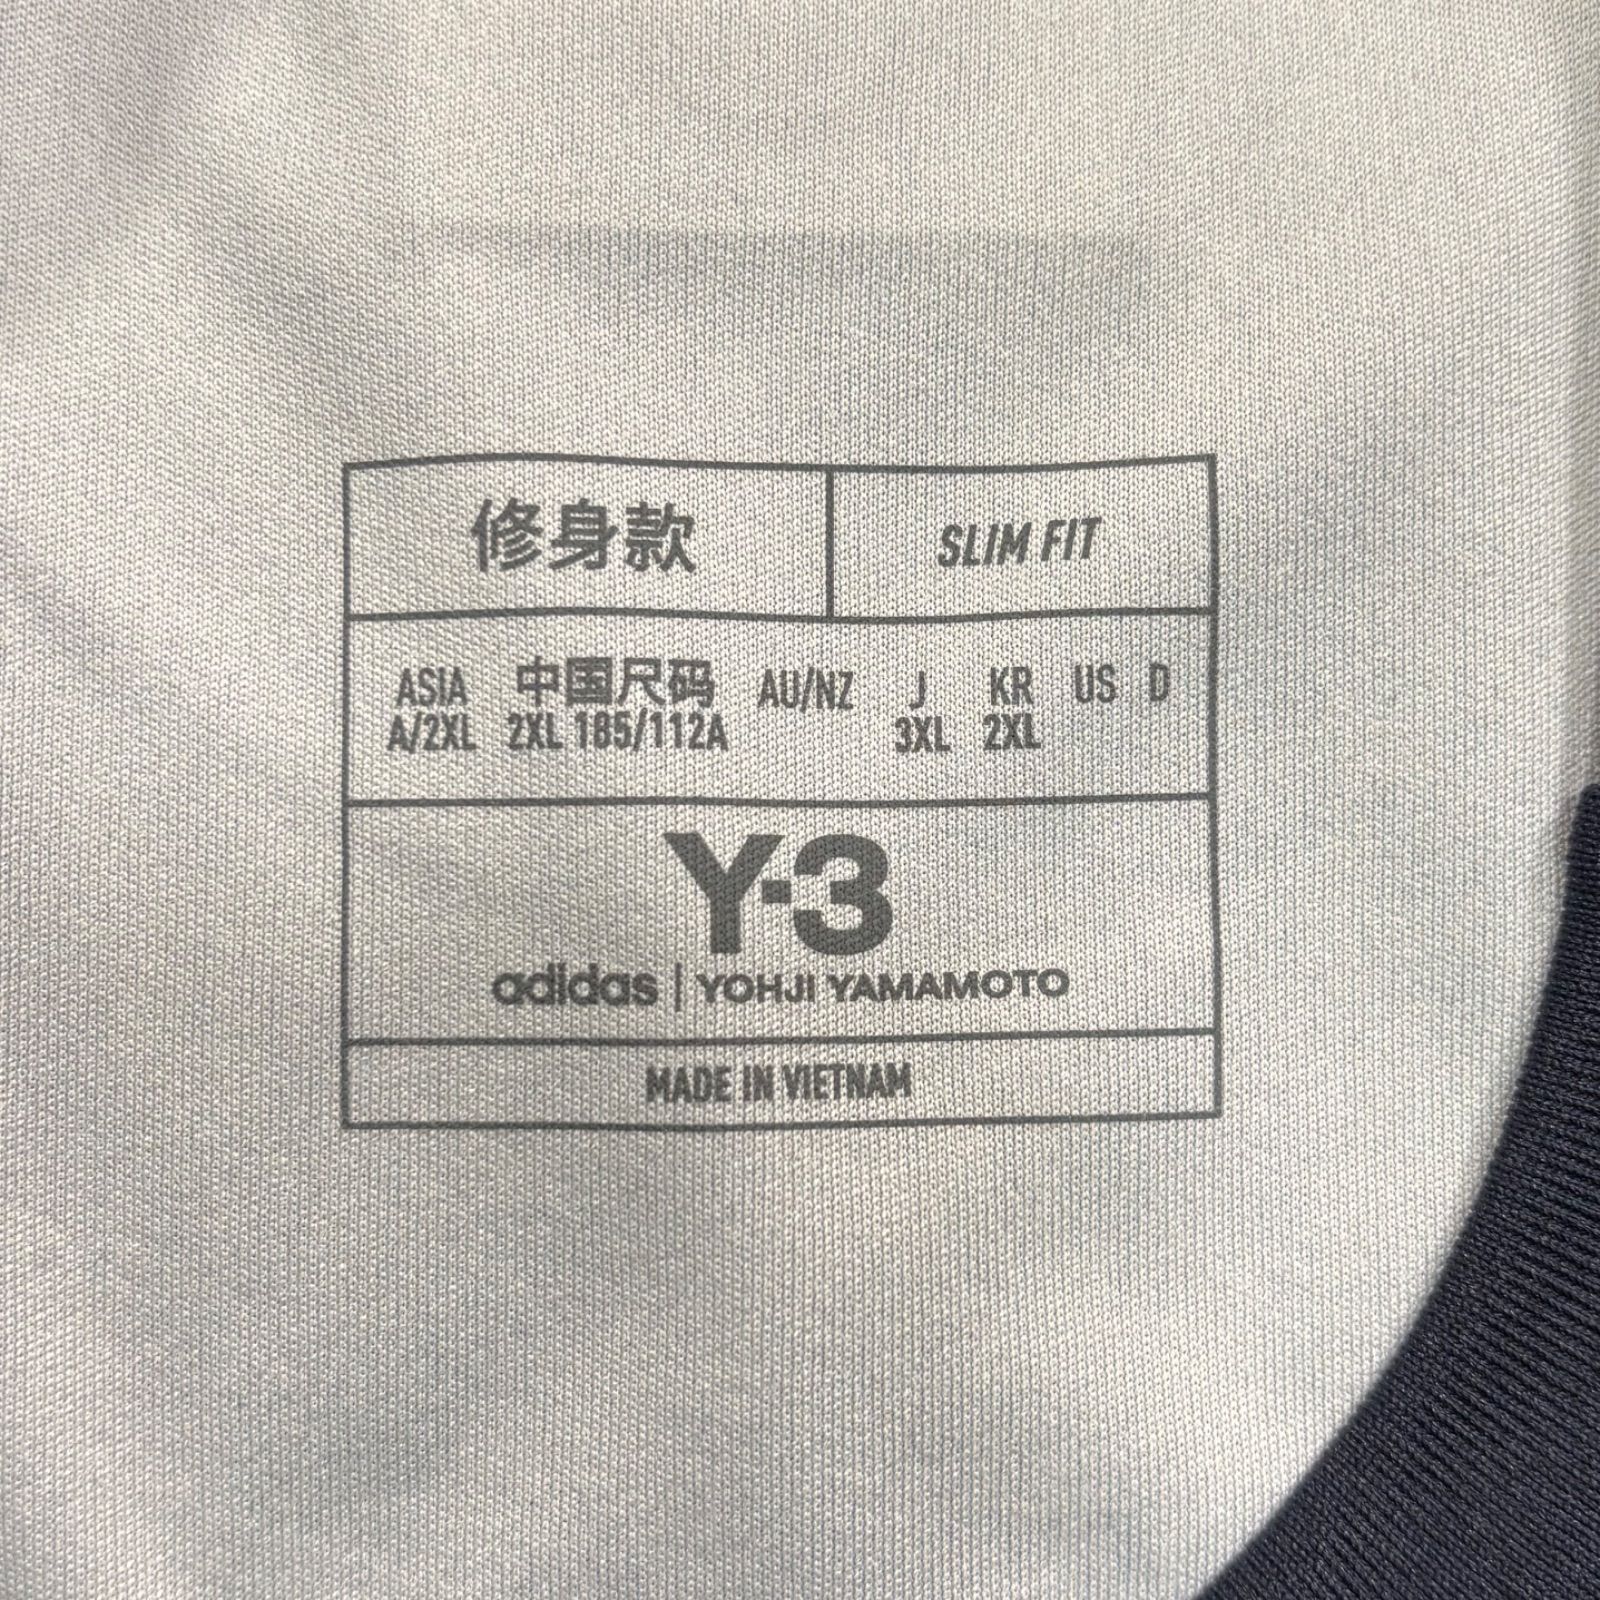 修身款 SLIM FIT
ASIA 中国尺码 AU/NZ J KR US D
A/2XL 2XL 185/112A 3XL 2XL
Y-3
adidas | YOHJI YAMAMOTO
MADE IN VIETNAM